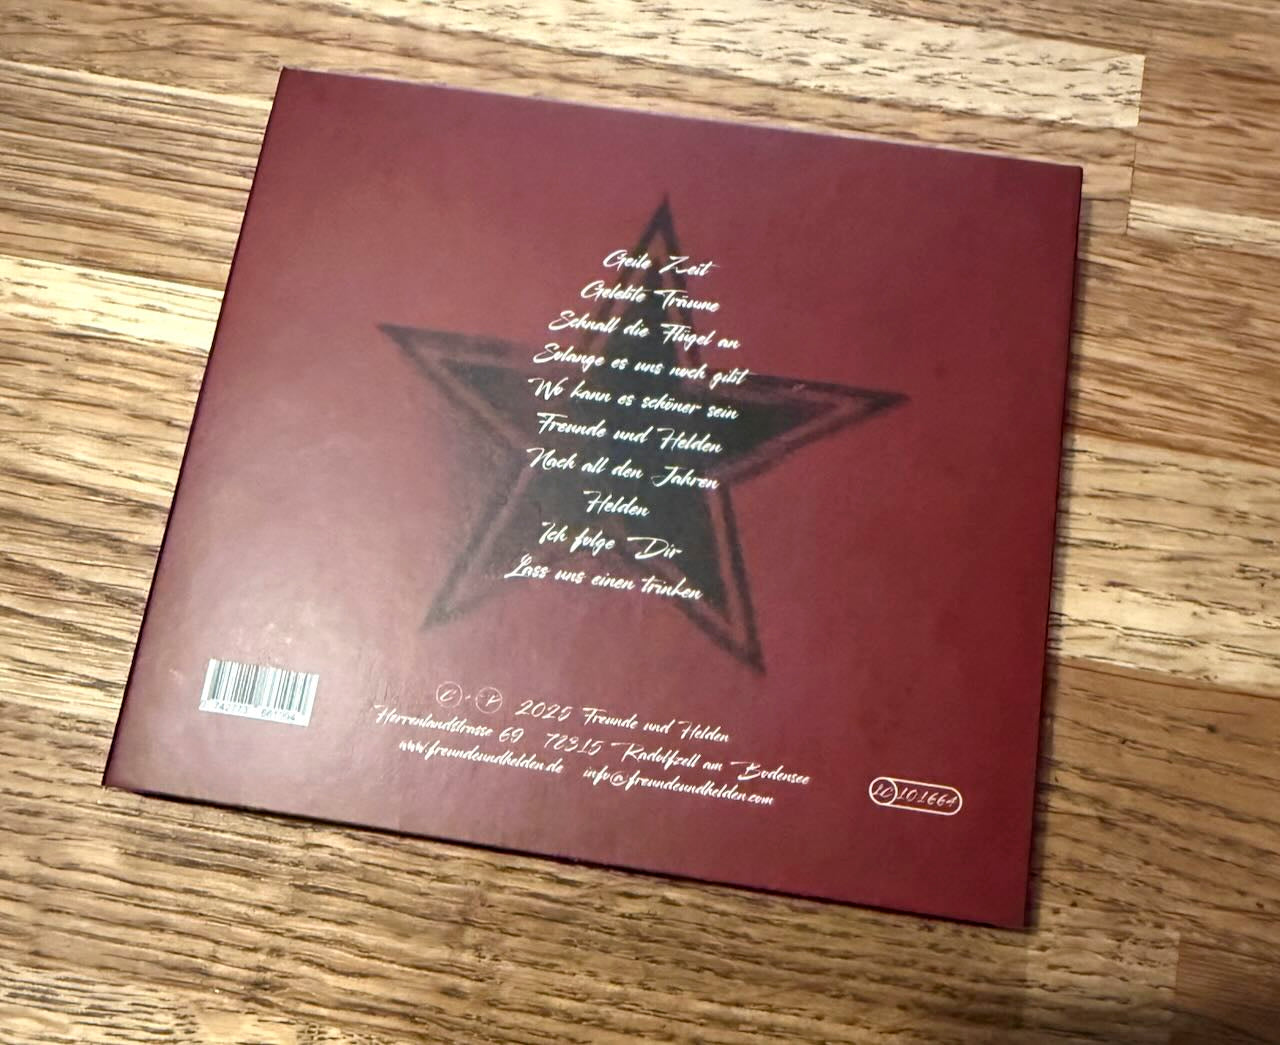 Geile Zeit
Gelebte Träume
Schnall die Flügel an
Solange es uns noch gibt
Wo kann es schöner sein
Freunde und Helden
Nach all den Jahren
Helden
Ich folge Dir
Lass uns einen trinken
© + ℗ 2025 Freunde und Helden
Herrenlandstrasse 69 78315 Radolfzell am Bodensee
www.freundeundhelden.de info@freundeundhelden.com
LC 101664